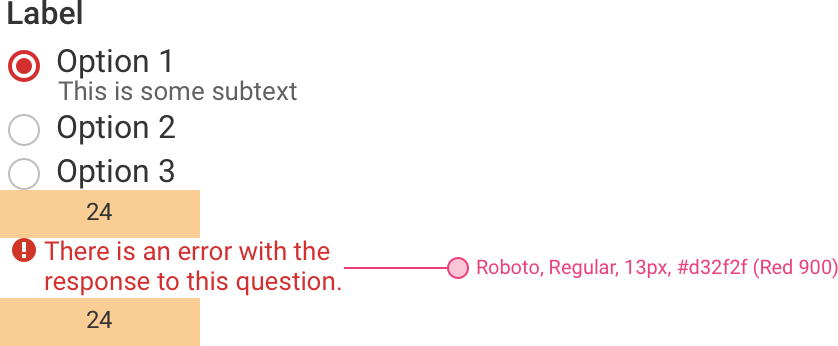 Label
Option 1
This is some subtext
Option 2
Option 3
24
There is an error with the
response to this question.
Roboto, Regular, 13px, #d32f2f (Red 900)
24